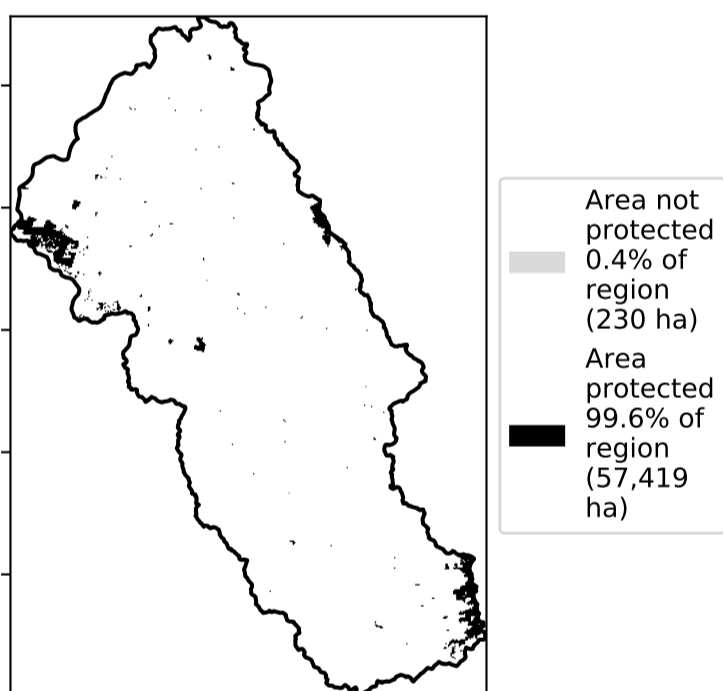 Area not
protected
0.4% of
region
(230 ha)
Area
protected
99.6% of
region
(57,419
ha)